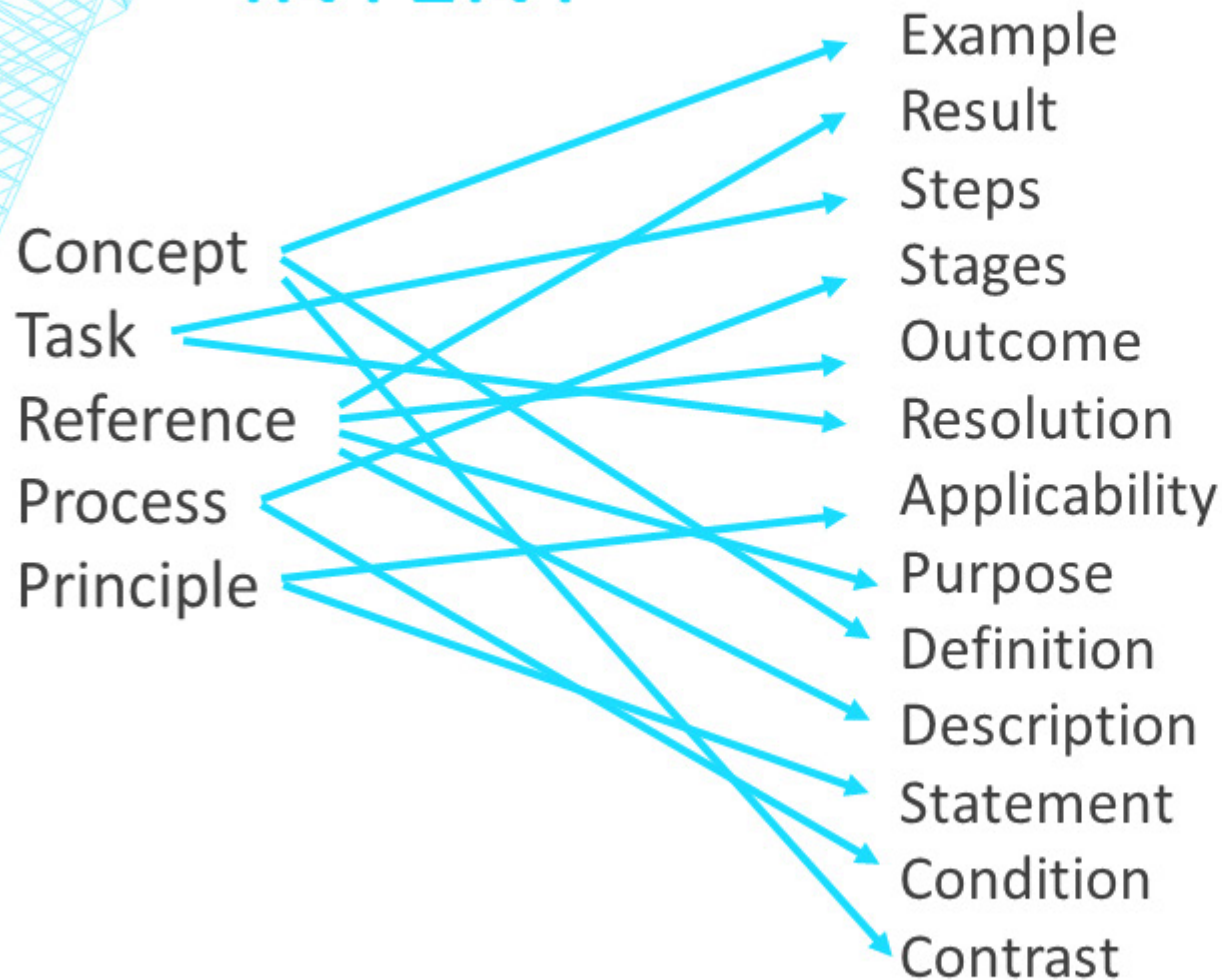 Concept
Task
Reference
Process
Principle
Example
Result
Steps
Stages
Outcome
Resolution
Applicability
Purpose
Definition
Description
Statement
Condition
Contrast